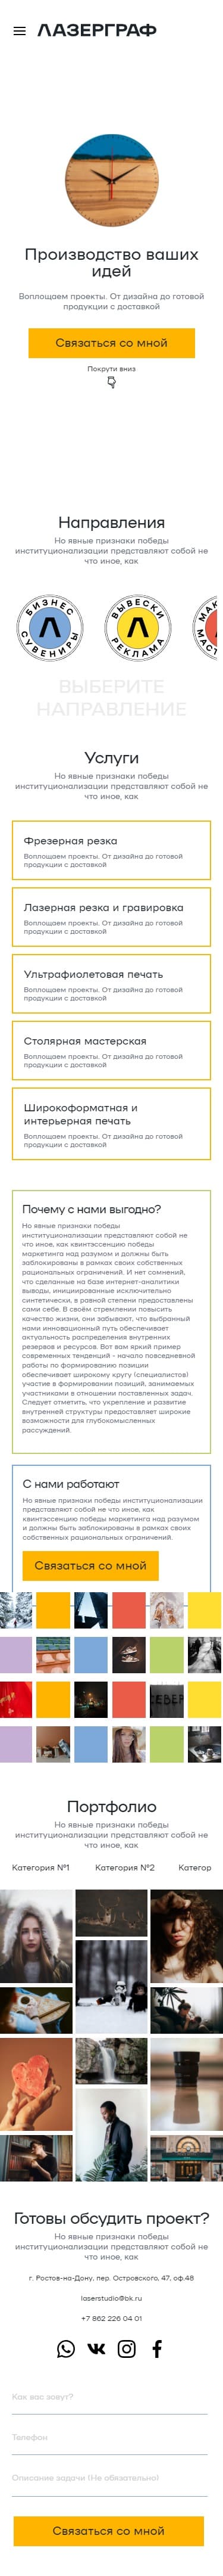 ЛАЗЕРГРАФ
Производство ваших
идей
Воплощаем проекты. От дизайна до готовой
продукции с доставкой
Связаться со мной
Покрути вниз
Направления
Но явные признаки победы
институционализации представляют собой не
что иное, как
БИЗНЕС
СУВЕНИРЫ
ВЫВЕСКИ
РЕКЛАМА
ВЫБЕРИТЕ
НАПРАВЛЕНИЕ
Услуги
Но явные признаки победы
институционализации представляют собой не
что иное, как
Фрезерная резка
Воплощаем проекты. От дизайна до готовой
продукции с доставкой
Лазерная резка и гравировка
Воплощаем проекты. От дизайна до готовой
продукции с доставкой
Ультрафиолетовая печать
Воплощаем проекты. От дизайна до готовой
продукции с доставкой
Столярная мастерская
Воплощаем проекты. От дизайна до готовой
продукции с доставкой
Широкоформатная и
интерьерная печать
Воплощаем проекты. От дизайна до готовой
продукции с доставкой
Почему с нами выгодно?
Но явные признаки победы
институционализации представляют собой не
что иное, как квинтэссенцию победы
маркетинга над разумом и должны быть
заблокированы в рамках своих собственных
рациональных ограничений. И нет сомнений,
что сделанные на базе интернет-аналитики
выводы, инициированные исключительно
синтетически, в равной степени предоставлены
сами себе. В своём стремлении повысить
качество жизни, они забывают, что выбранный
нами инновационный путь обеспечивает
актуальность распределения внутренних
резервов и ресурсов. Вот вам яркий пример
современных тенденций - начало повседневной
работы по формированию позиции
обеспечивает широкому кругу (специалистов)
участие в формировании позиций, занимаемых
участниками в отношении поставленных задач.
Следует отметить, что укрепление и развитие
внутренней структуры предоставляет широкие
возможности для глубокомысленных
рассуждений.
С нами работают
Но явные признаки победы институционализации
представляют собой не что иное, как
квинтэссенцию победы маркетинга над разумом
и должны быть заблокированы в рамках своих
собственных рациональных ограничений.
Связаться со мной
Портфолио
Но явные признаки победы
институционализации представляют собой не
что иное, как
Категория №1 Категория №2 Категор
Готовы обсудить проект?
Но явные признаки победы
институционализации представляют собой не
что иное, как
г. Ростов-на-Дону, пер. Островского, 47, оф.48
laserstudio@bk.ru
+7 862 226 04 01
Как вас зовут?
Телефон
Описание задачи (Не обязательно)
Связаться со мной